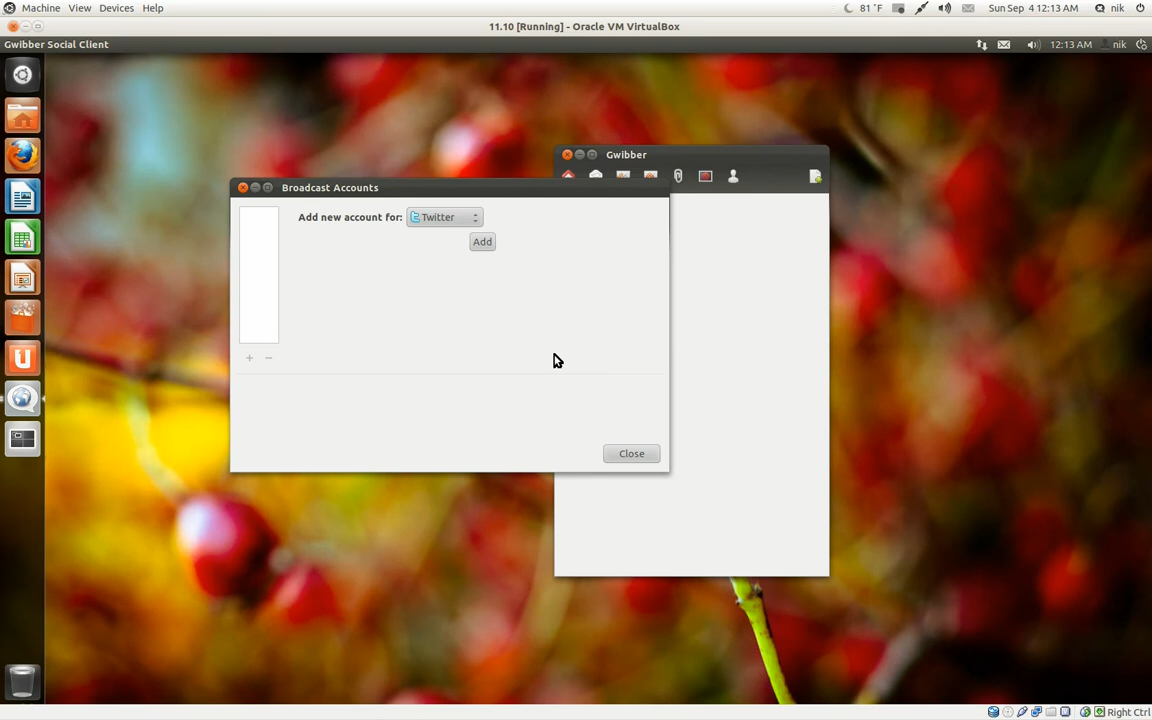 Machine View Devices Help
81 °F
Sun Sep 4 12:13 AM
nik
11.10 [Running] - Oracle VM VirtualBox
Gwibber Social Client
12:13 AM
nik
Gwibber
Broadcast Accounts
Add new account for: Twitter
Add
Close
Right Ctrl